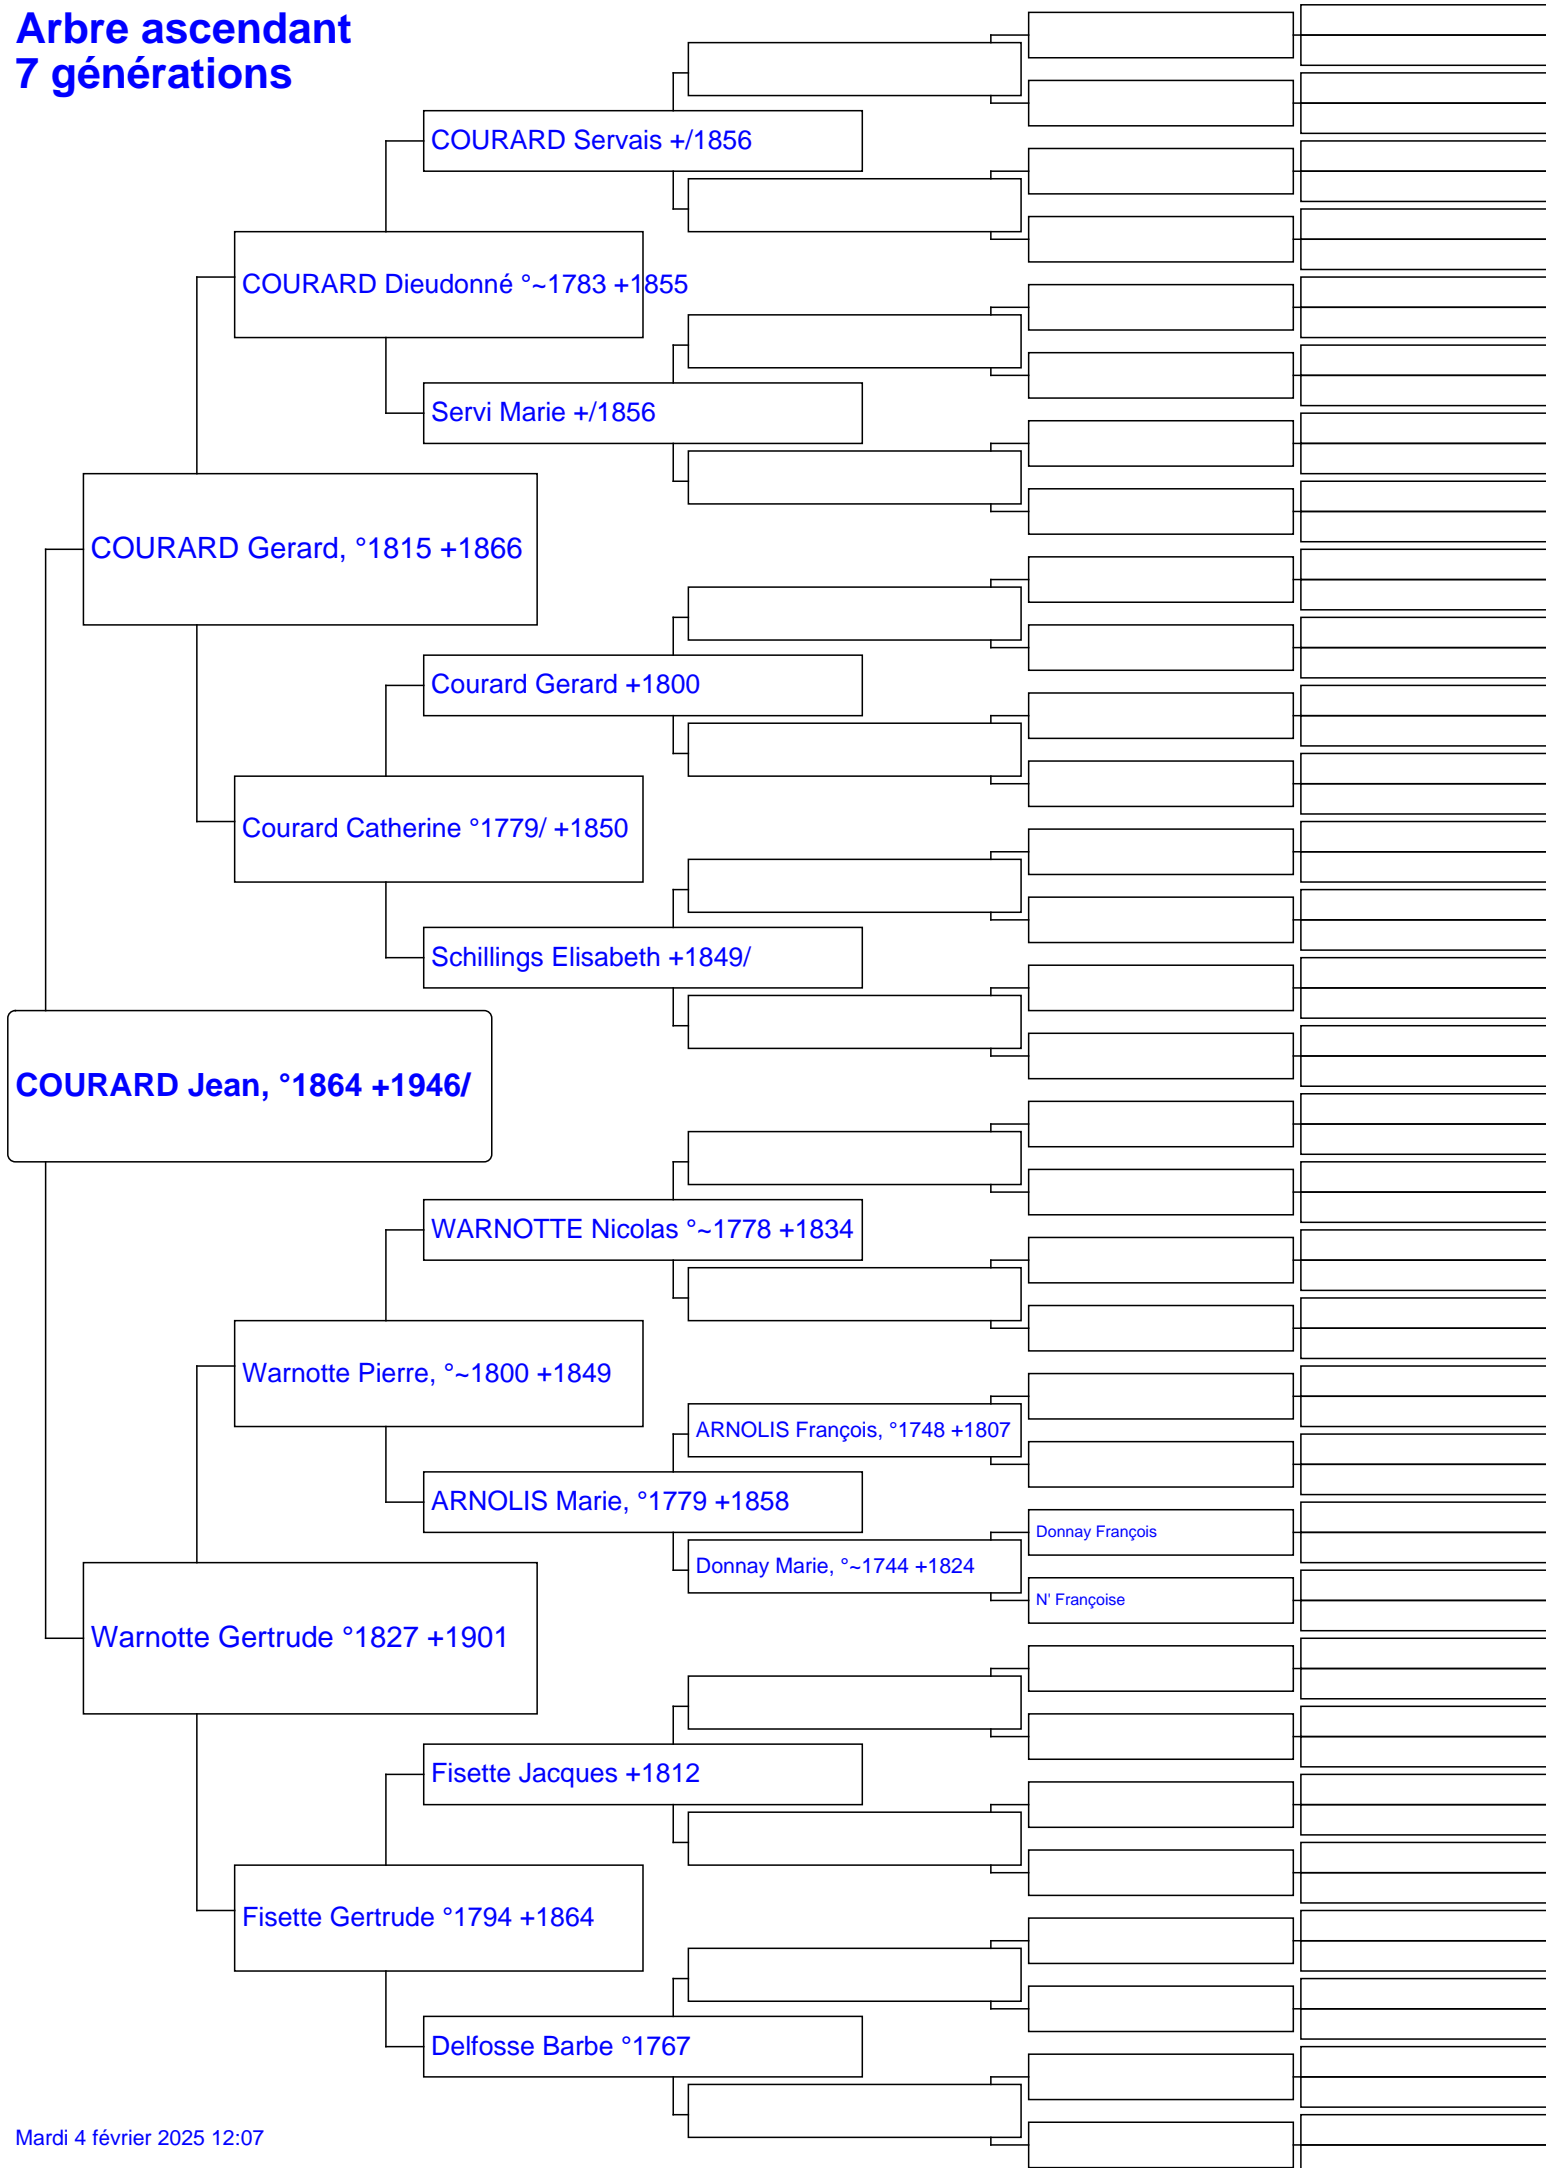 Arbre ascendant
7 générations
COURARD Servais +/1856
COURARD Dieudonné °~1783 +1855
Servi Marie +/1856
COURARD Gerard, °1815 +1866
Courard Gerard +1800
Courard Catherine °1779/ +1850
Schillings Elisabeth +1849/
COURARD Jean, °1864 +1946/
WARNOTTE Nicolas °~1778 +1834
Warnotte Pierre, °~1800 +1849
ARNOLIS François, °1748 +1807
ARNOLIS Marie, °1779 +1858
Donnay François
Donnay Marie, °~1744 +1824
N' Françoise
Warnotte Gertrude °1827 +1901
Fisette Jacques +1812
Fisette Gertrude °1794 +1864
Delfosse Barbe °1767
Mardi 4 février 2025 12:07